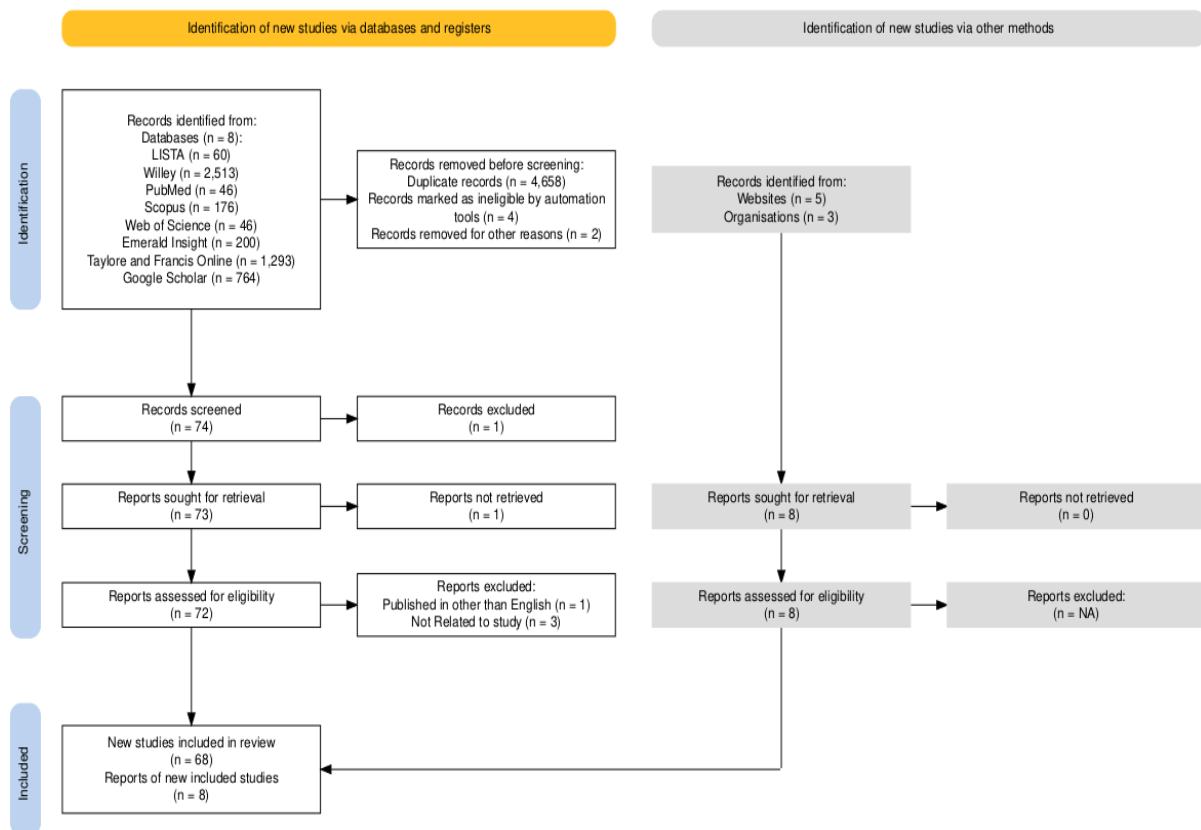 Identification of new studies via databases and registers
Identification of new studies via other methods
Identification
Records identified from:
Databases (n = 8):
LISTA (n = 60)
Willey (n = 2,513)
PubMed (n = 46)
Scopus (n = 176)
Web of Science (n = 46)
Emerald Insight (n = 200)
Taylore and Francis Online (n = 1,293)
Google Scholar (n = 764)
Records removed before screening:
Duplicate records (n = 4,658)
Records marked as ineligible by automation
tools (n = 4)
Records removed for other reasons (n = 2)
Records identified from:
Websites (n = 5)
Organisations (n = 3)
Screening
Records screened
(n = 74)
Records excluded
(n = 1)
Reports sought for retrieval
(n = 73)
Reports not retrieved
(n = 1)
Reports sought for retrieval
(n = 8)
Reports not retrieved
(n = 0)
Reports assessed for eligibility
(n = 72)
Reports excluded:
Published in other than English (n = 1)
Not Related to study (n = 3)
Reports assessed for eligibility
(n = 8)
Reports excluded:
(n = NA)
Included
New studies included in review
(n = 68)
Reports of new included studies
(n = 8)